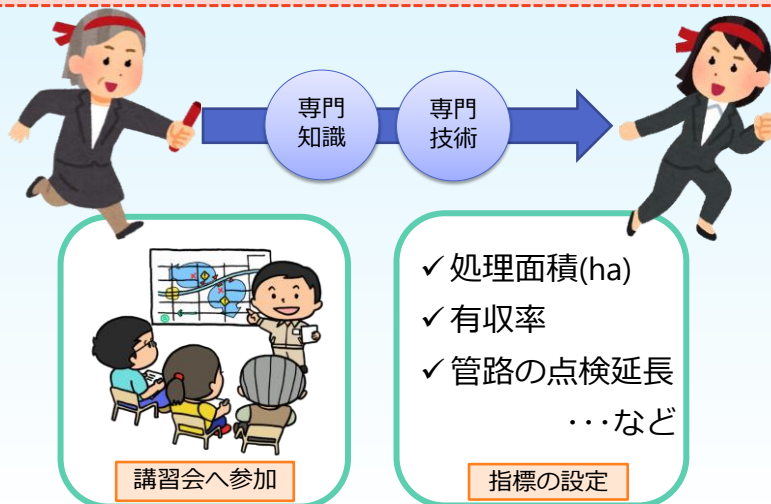 専門
知識
専門
技術
講習会へ参加
✓処理面積(ha)
✓有収率
✓管路の点検延長
・・・など
指標の設定